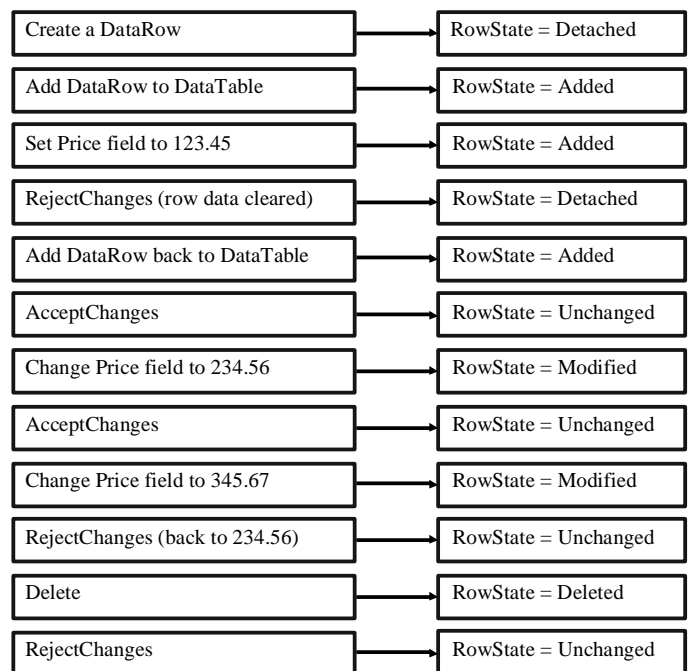 Create a DataRow
RowState = Detached
Add DataRow to DataTable
RowState = Added
Set Price field to 123.45
RowState = Added
RejectChanges (row data cleared)
RowState = Detached
Add DataRow back to DataTable
RowState = Added
AcceptChanges
RowState = Unchanged
Change Price field to 234.56
RowState = Modified
AcceptChanges
RowState = Unchanged
Change Price field to 345.67
RowState = Modified
RejectChanges (back to 234.56)
RowState = Unchanged
Delete
RowState = Deleted
RejectChanges
RowState = Unchanged